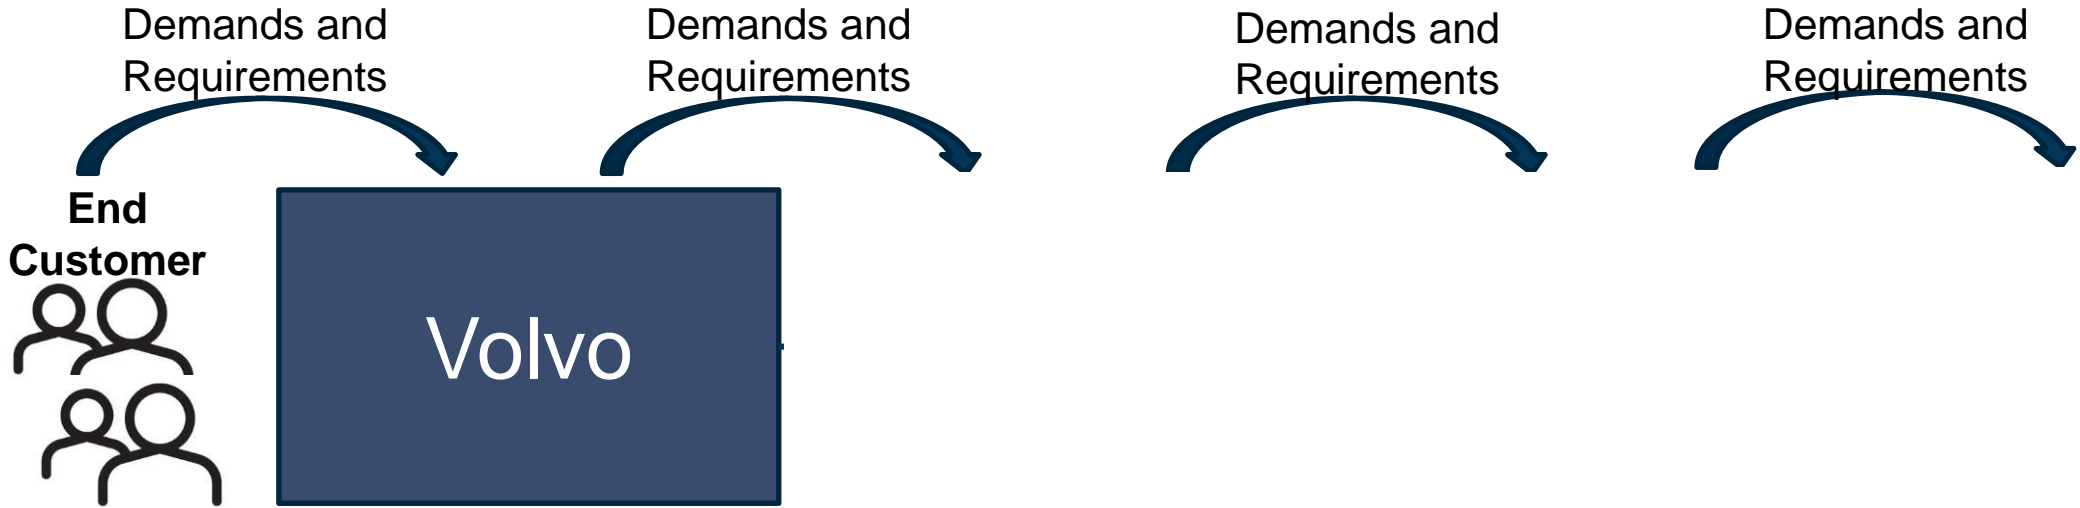 Demands and
Requirements
Demands and
Requirements
Demands and
Requirements
Demands and
Requirements
End
Customer
Volvo